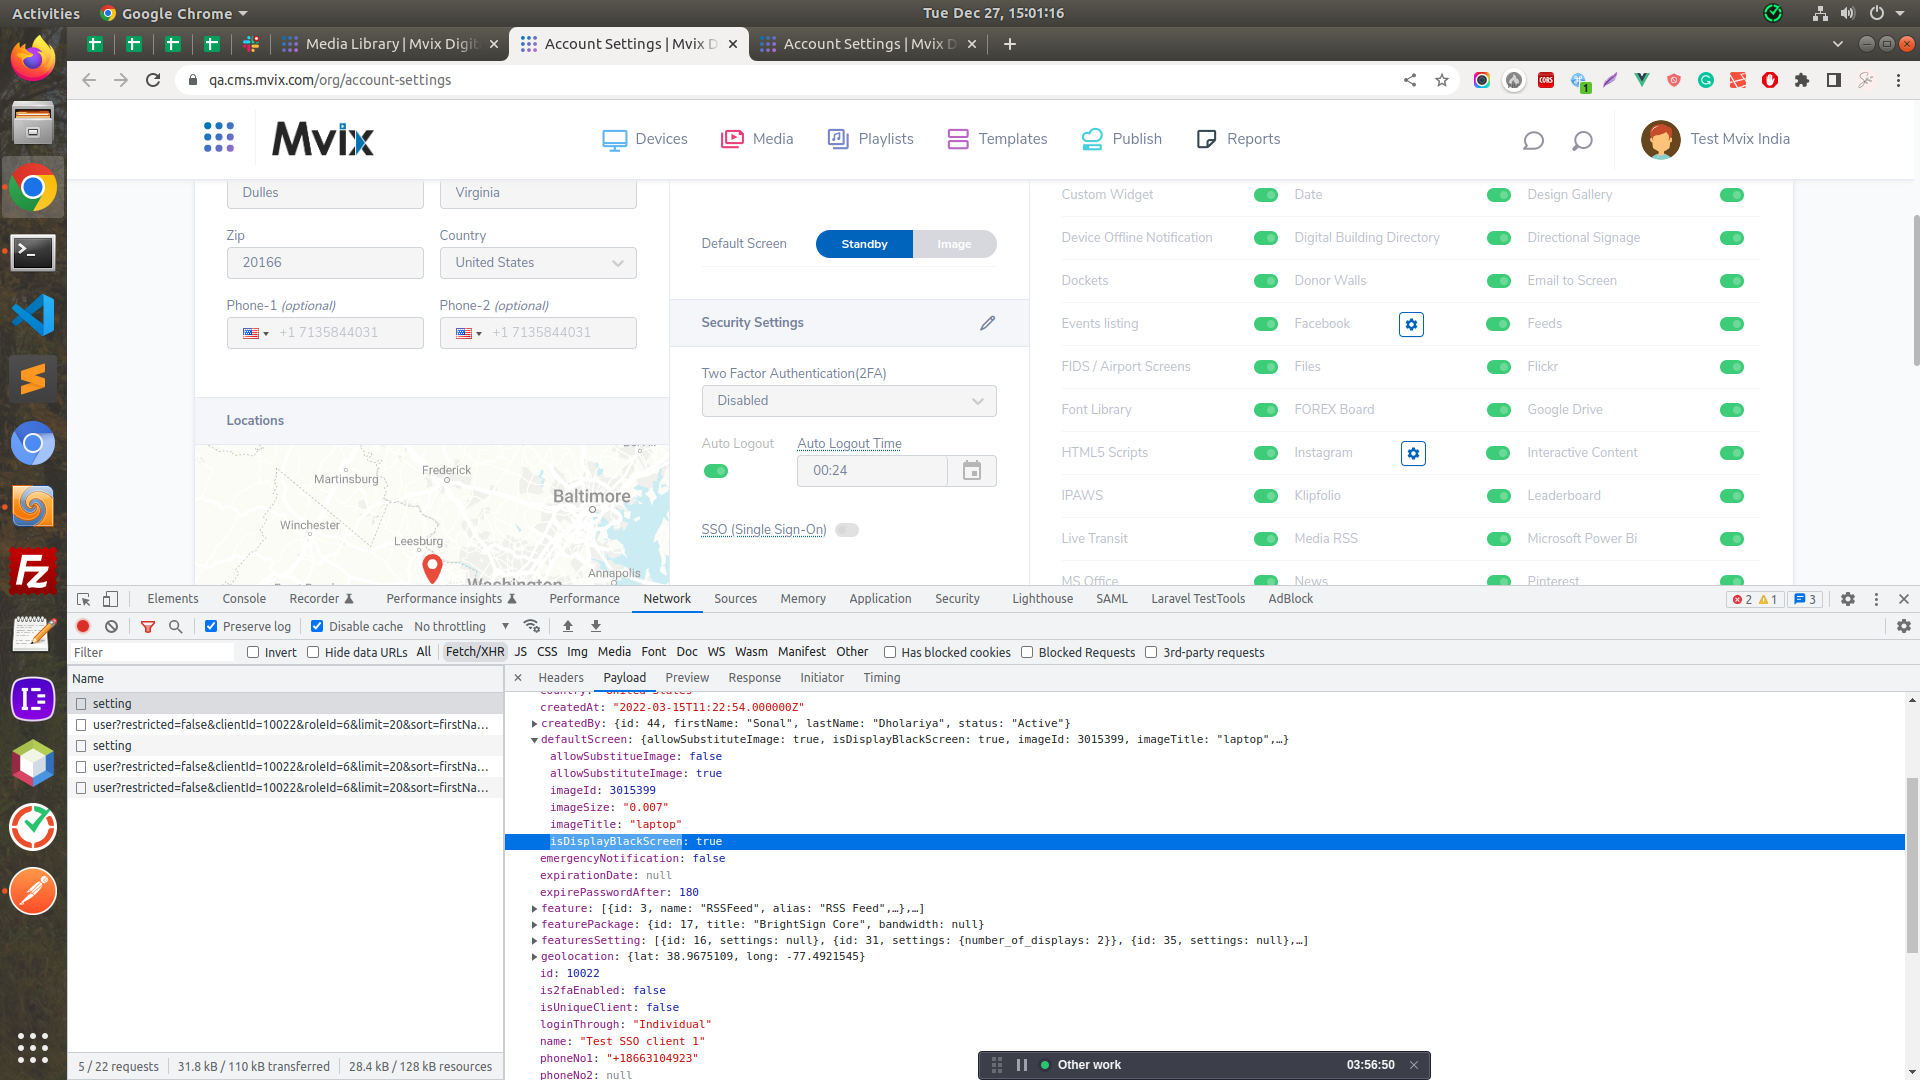 Activities
Google Chrome
Tue Dec 27, 15:01:16
Media Library | Mvix Digit
Account Settings | Mvix D
Account Settings | Mvix D
qa.cms.mvix.com/org/account-settings
CORS
1
Mvix
Devices
Media
Playlists
Templates
Publish
Reports
Test Mvix India
Dulles
Virginia
Zip
Country
20166
United States
Phone-1 (optional)
Phone-2 (optional)
+1 7135844031
+1 7135844031
Locations
Martinsburg
Frederick
Baltimore
Winchester
Leesburg
Annapolis
Washington
Default Screen
Standby
Image
Security Settings
Two Factor Authentication(2FA)
Disabled
Auto Logout
Auto Logout Time
00:24
SSO (Single Sign-On)
Custom Widget
Date
Design Gallery
Device Offline Notification
Digital Building Directory
Directional Signage
Dockets
Donor Walls
Email to Screen
Events listing
Facebook
Feeds
FIDS / Airport Screens
Files
Flickr
Font Library
FOREX Board
Google Drive
HTML5 Scripts
Instagram
Interactive Content
IPAWS
Klipfolio
Leaderboard
Live Transit
Media RSS
Microsoft Power Bi
MS Office
News
Pinterest
Elements
Console
Recorder
Performance insights
Performance
Network
Sources
Memory
Application
Security
Lighthouse
SAML
Laravel TestTools
AdBlock
2
1
3
Preserve log
Disable cache
No throttling
Filter
Invert
Hide data URLs
All
Fetch/XHR
JS
CSS
Img
Media
Font
Doc
WS
Wasm
Manifest
Other
Has blocked cookies
Blocked Requests
3rd-party requests
Name
setting
user?restricted=false&clientId=10022&roleId=6&limit=20&sort=firstNa...
setting
user?restricted=false&clientId=10022&roleId=6&limit=20&sort=firstNa...
user?restricted=false&clientId=10022&roleId=6&limit=20&sort=firstNa...
5 / 22 requests
31.8 kB / 110 kB transferred
28.4 kB / 128 kB resources
Headers
Payload
Preview
Response
Initiator
Timing
country: "United States"
createdAt: "2022-03-15T11:22:54.000000Z"
createdBy: {id: 44, firstName: "Sonal", lastName: "Dholariya", status: "Active"}
defaultScreen: {allowSubstituteImage: true, isDisplayBlackScreen: true, imageId: 3015399, imageTitle: "laptop",…}
allowSubstitueImage: false
allowSubstituteImage: true
imageId: 3015399
imageSize: "0.007"
imageTitle: "laptop"
isDisplayBlackScreen: true
emergencyNotification: false
expirationDate: null
expirePasswordAfter: 180
feature: [{id: 3, name: "RSSFeed", alias: "RSS Feed",…},…]
featurePackage: {id: 17, title: "BrightSign Core", bandwidth: null}
featuresSetting: [{id: 16, settings: null}, {id: 31, settings: {number_of_displays: 2}}, {id: 35, settings: null},…]
geolocation: {lat: 38.9675109, long: -77.4921545}
id: 10022
is2faEnabled: false
isUniqueClient: false
loginThrough: "Individual"
name: "Test SSO client 1"
phoneNo1: "+18663104923"
phoneNo2: null
Other work
03:56:50